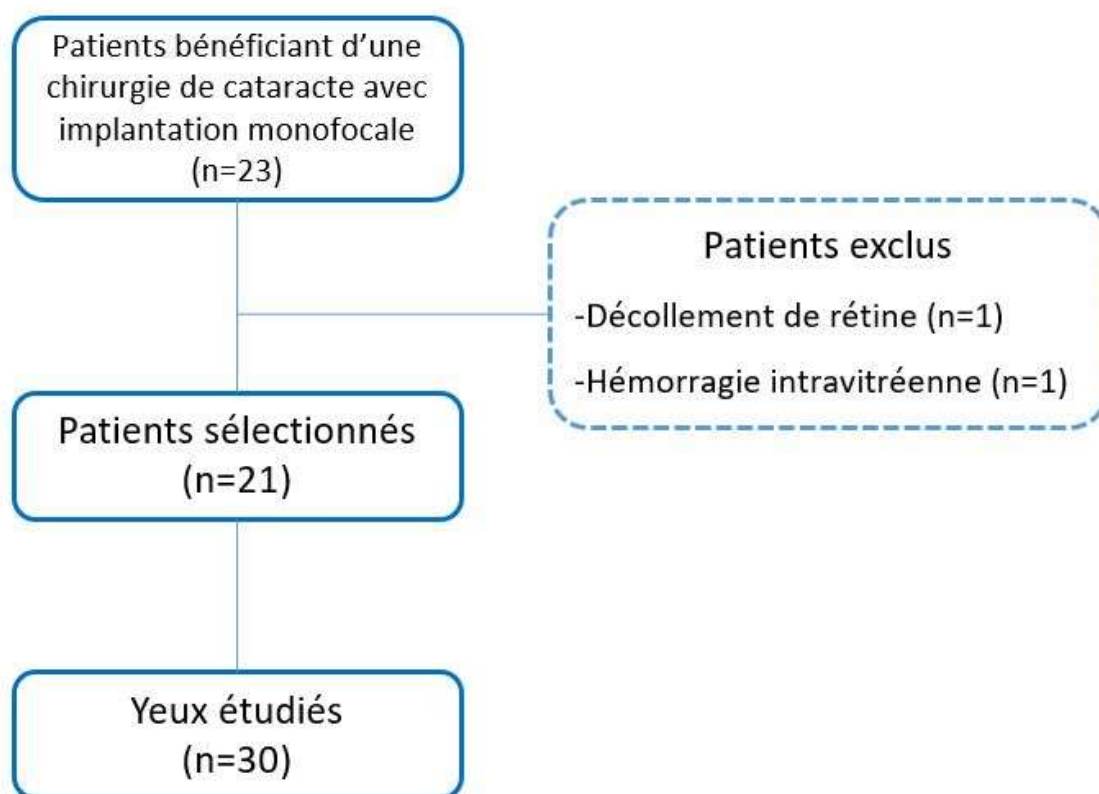 Patients bénéficiant d’une
chirurgie de cataracte avec
implantation monofocale
(n=23)
Patients exclus
-Décollement de rétine (n=1)
-Hémorragie intravitréenne (n=1)
Patients sélectionnés
(n=21)
Yeux étudiés
(n=30)